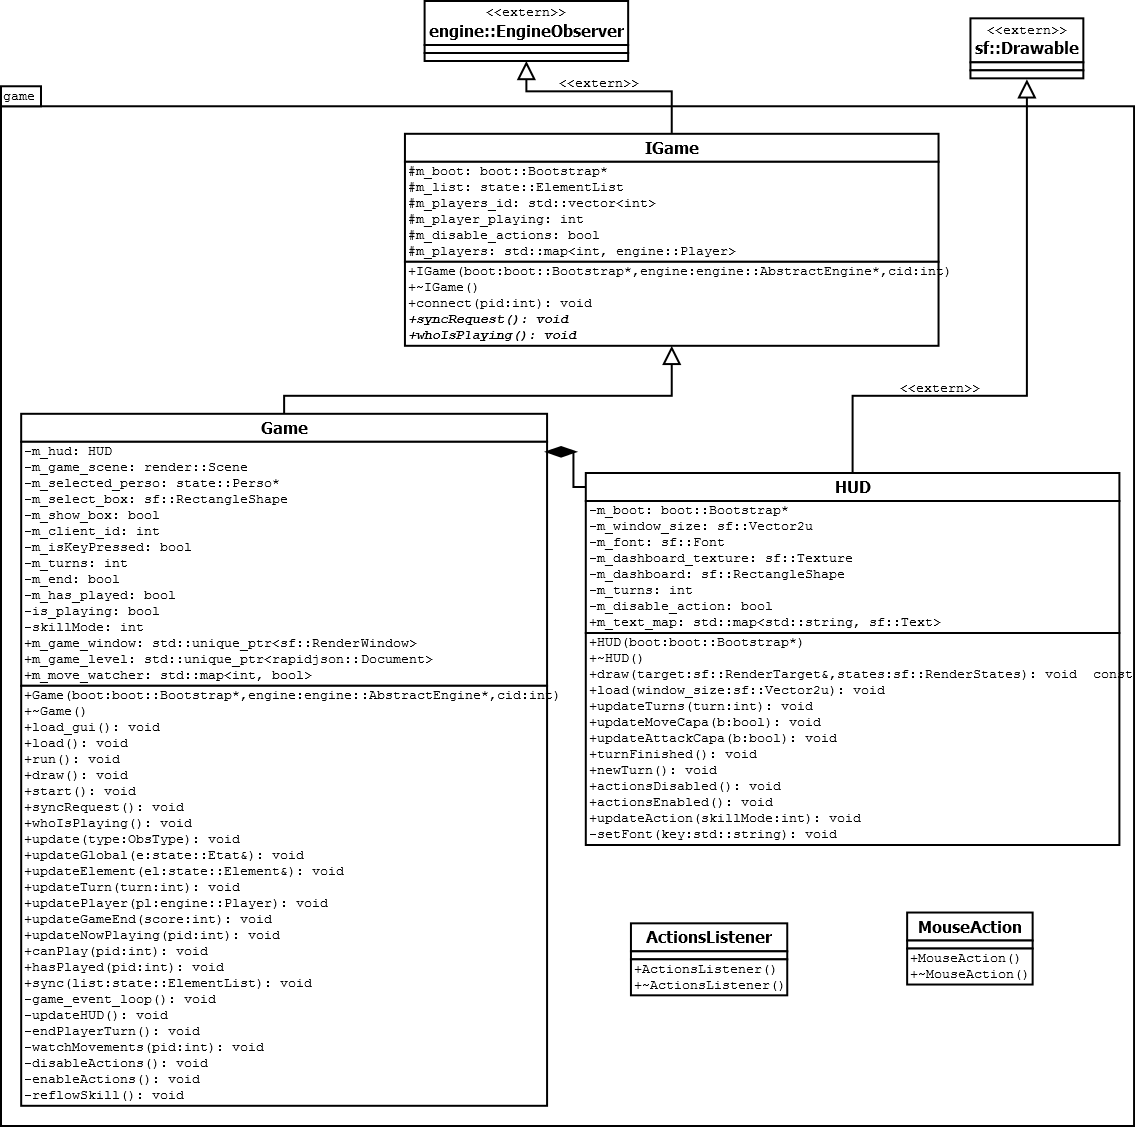 <<extern>>
engine::EngineObserver
<<extern>>
sf::Drawable
<<extern>>
game
IGame
#m_boot: boot::Bootstrap*
#m_list: state::ElementList
#m_players_id: std::vector<int>
#m_player_playing: int
#m_disable_actions: bool
#m_players: std::map<int, engine::Player>
+IGame(boot:boot::Bootstrap*,engine:engine::AbstractEngine*,cid:int)
+~IGame()
+connect(pid:int): void
+syncRequest(): void
+whoIsPlaying(): void
<<extern>>
Game
-m_hud: HUD
-m_game_scene: render::Scene
-m_selected_perso: state::Perso*
-m_select_box: sf::RectangleShape
-m_show_box: bool
-m_client_id: int
-m_isKeyPressed: bool
-m_turns: int
-m_end: bool
-m_has_played: bool
-is_playing: bool
-skillMode: int
+m_game_window: std::unique_ptr<sf::RenderWindow>
+m_game_level: std::unique_ptr<rapidjson::Document>
+m_move_watcher: std::map<int, bool>
+Game(boot:boot::Bootstrap*,engine:engine::AbstractEngine*,cid:int)
+~Game()
+load_gui(): void
+load(): void
+run(): void
+draw(): void
+start(): void
+syncRequest(): void
+whoIsPlaying(): void
+update(type:ObsType): void
+updateGlobal(e:state::Etat&): void
+updateElement(el:state::Element&): void
+updateTurn(turn:int): void
+updatePlayer(pl:engine::Player): void
+updateGameEnd(score:int): void
+updateNowPlaying(pid:int): void
+canPlay(pid:int): void
+hasPlayed(pid:int): void
+sync(list:state::ElementList): void
-game_event_loop(): void
-updateHUD(): void
-endPlayerTurn(): void
-watchMovements(pid:int): void
-disableActions(): void
-enableActions(): void
-reflowSkill(): void
HUD
-m_boot: boot::Bootstrap*
-m_window_size: sf::Vector2u
-m_font: sf::Font
-m_dashboard_texture: sf::Texture
-m_dashboard: sf::RectangleShape
-m_turns: int
-m_disable_action: bool
+m_text_map: std::map<std::string, sf::Text>
+HUD(boot:boot::Bootstrap*)
+~HUD()
+draw(target:sf::RenderTarget&,states:sf::RenderStates): void const
+load(window_size:sf::Vector2u): void
+updateTurns(turn:int): void
+updateMoveCapa(b:bool): void
+updateAttackCapa(b:bool): void
+turnFinished(): void
+newTurn(): void
+actionsDisabled(): void
+actionsEnabled(): void
+updateAction(skillMode:int): void
-setFont(key:std::string): void
ActionsListener
+ActionsListener()
+~ActionsListener()
MouseAction
+MouseAction()
+~MouseAction()